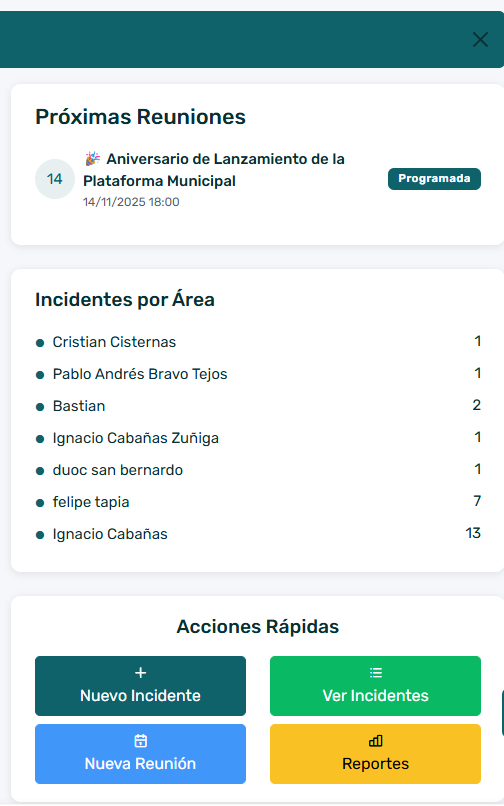 Próximas Reuniones
14
🎉 Aniversario de Lanzamiento de la
Plataforma Municipal
14/11/2025 18:00
Programada
Incidentes por Área
Cristian Cisternas 1
Pablo Andrés Bravo Tejos 1
Bastian 2
Ignacio Cabañas Zuñiga 1
duoc san bernardo 1
felipe tapia 7
Ignacio Cabañas 13
Acciones Rápidas
Nuevo Incidente
Ver Incidentes
Nueva Reunión
Reportes